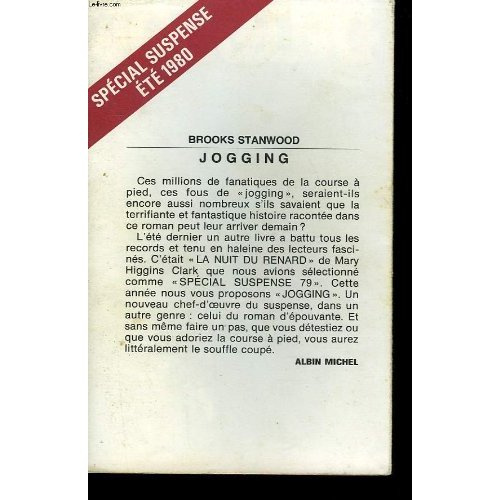 le-livre.com
SPÉCIAL SUSPENSE
ÉTÉ 1980
BROOKS STANWOOD
JOGGING
Ces millions de fanatiques de la course à
pied, ces fous de «jogging», seraient-ils
encore aussi nombreux s'ils savaient que la
terrifiante et fantastique histoire racontée dans
ce roman peut leur arriver demain ?
L'été dernier un autre livre a battu tous les
records et tenu en haleine des lecteurs fasci-
nés. C'était «LA NUIT DU RENARD» de Mary
Higgins Clark que nous avions sélectionné
comme «SPÉCIAL SUSPENSE 79». Cette
année nous vous proposons «JOGGING». Un
nouveau chef-d'œuvre du suspense, dans un
autre genre : celui du roman d'épouvante. Et
sans même faire un pas, que vous détestiez ou
que vous adoriez la course à pied, vous aurez
littéralement le souffle coupé.
ALBIN MICHEL